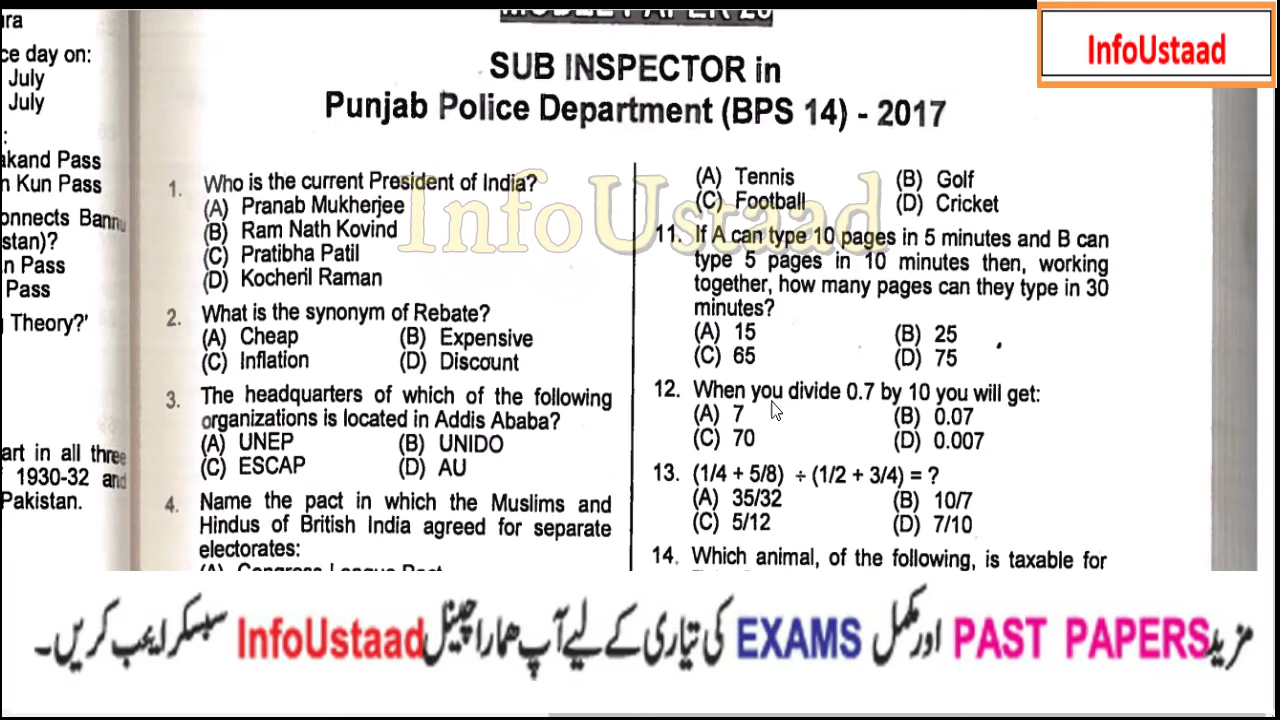 MODEL PAPER 28
InfoUstaad
SUB INSPECTOR in
Punjab Police Department (BPS 14) - 2017
ra
ce day on:
July
July
:
akand Pass
n Kun Pass
onnects Bannu
stan)?
n Pass
Pass
Theory?'
art in all three
1930-32 and
Pakistan.
InfoUstaad
1. Who is the current President of India?
(A) Pranab Mukherjee
(B) Ram Nath Kovind
(C) Pratibha Patil
(D) Kocheril Raman
2. What is the synonym of Rebate?
(A) Cheap (B) Expensive
(C) Inflation (D) Discount
3. The headquarters of which of the following
organizations is located in Addis Ababa?
(A) UNEP (B) UNIDO
(C) ESCAP (D) AU
4. Name the pact in which the Muslims and
Hindus of British India agreed for separate
electorates:
(A) Congress League Pact
(A) Tennis (B) Golf
(C) Football (D) Cricket
11. If A can type 10 pages in 5 minutes and B can
type 5 pages in 10 minutes then, working
together, how many pages can they type in 30
minutes?
(A) 15 (B) 25
(C) 65 (D) 75
12. When you divide 0.7 by 10 you will get:
(A) 7 (B) 0.07
(C) 70 (D) 0.007
13. (1/4 + 5/8) ÷ (1/2 + 3/4) = ?
(A) 35/32 (B) 10/7
(C) 5/12 (D) 7/10
14. Which animal, of the following, is taxable for
مزید PAST PAPERS اور مکمل EXAMS کی تیاری کے لیے آپ ہمارا چینل InfoUstaad سبسکرائیب کریں۔